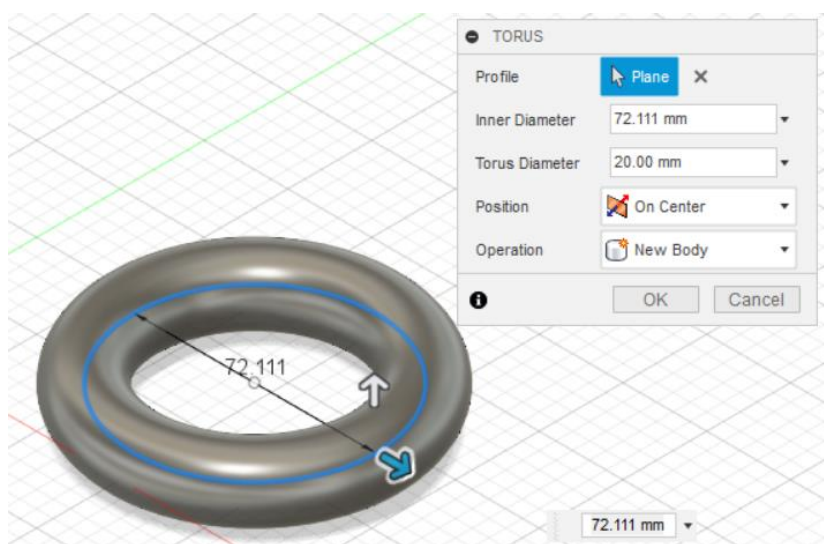 TORUS
Profile Plane
Inner Diameter 72.111 mm
Torus Diameter 20.00 mm
Position On Center
Operation New Body
OK Cancel
72.111
72.111 mm